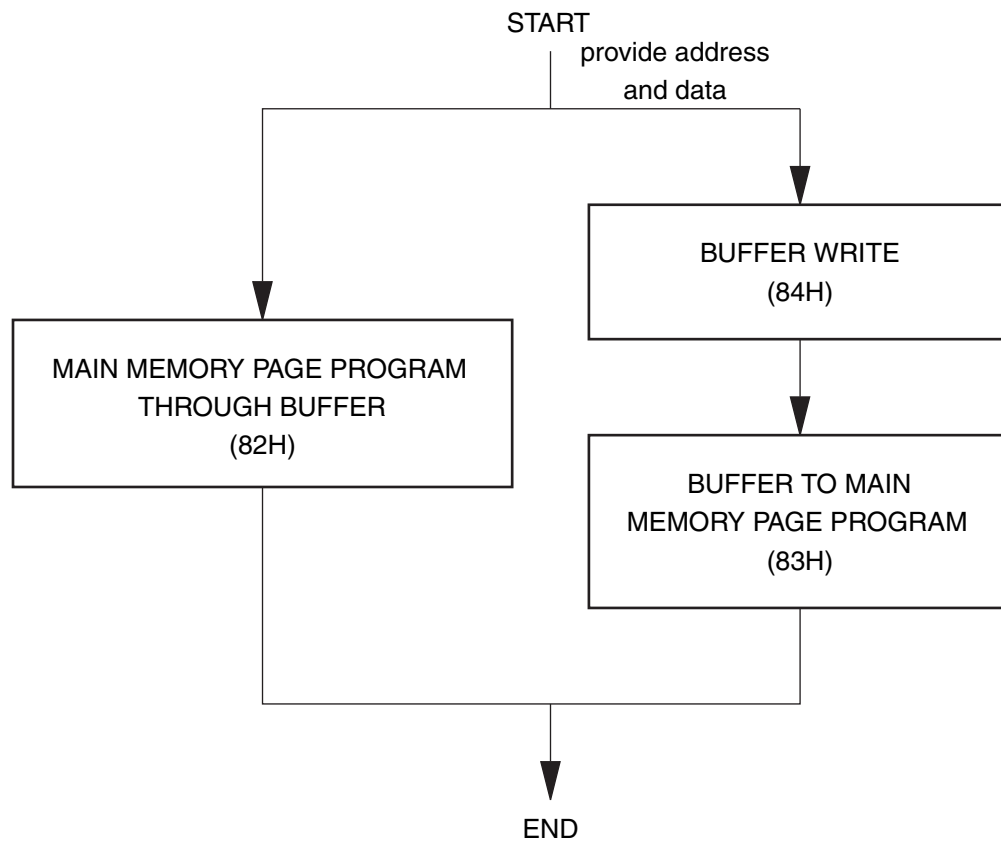 START
provide address
and data
BUFFER WRITE
(84H)
MAIN MEMORY PAGE PROGRAM
THROUGH BUFFER
(82H)
BUFFER TO MAIN
MEMORY PAGE PROGRAM
(83H)
END